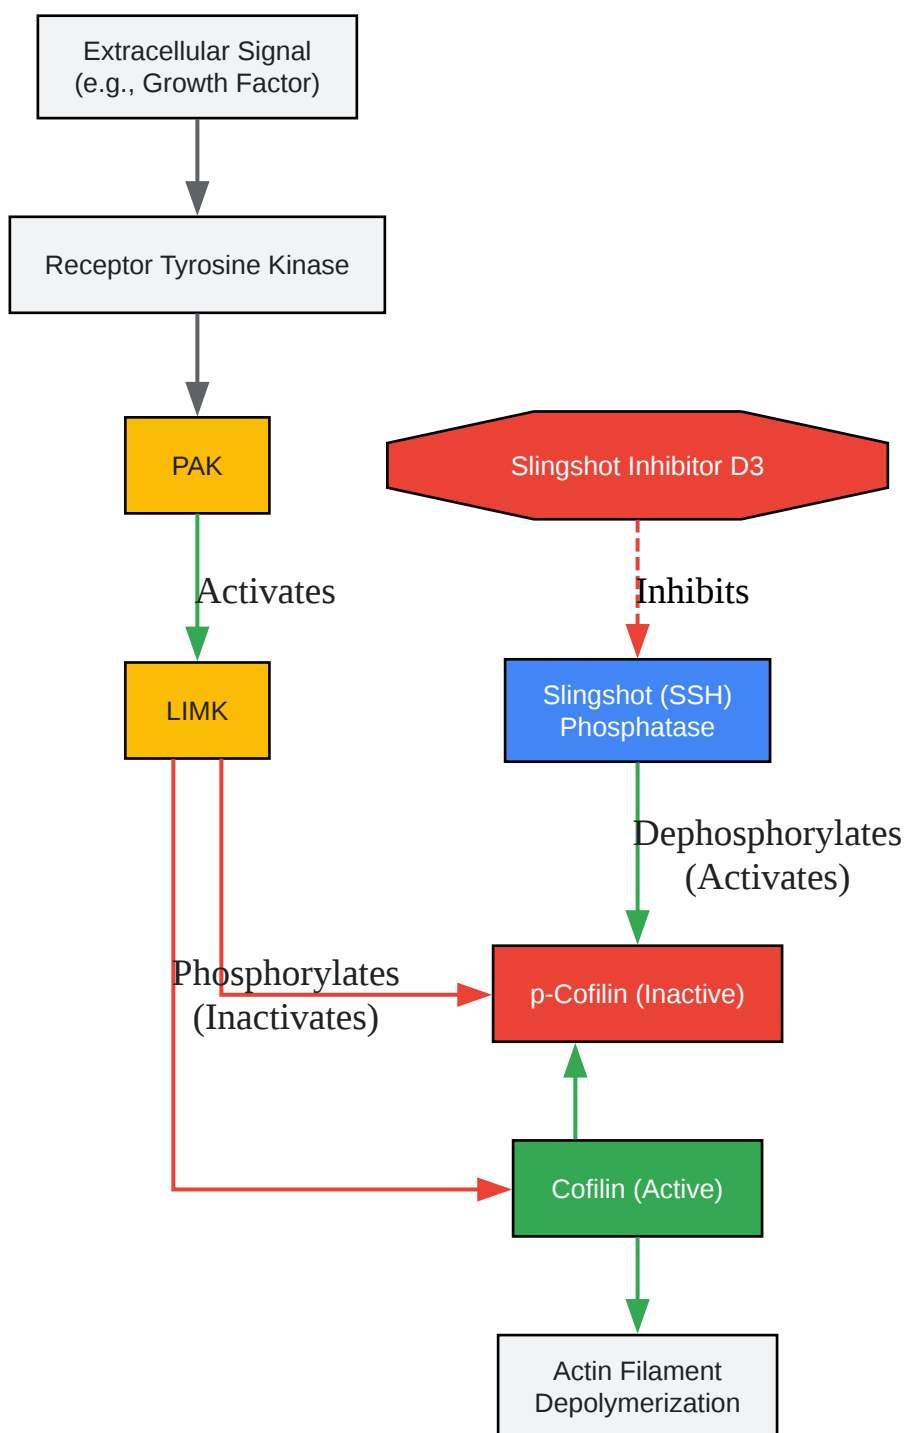 Extracellular Signal
(e.g., Growth Factor)
Receptor Tyrosine Kinase
PAK
Slingshot Inhibitor D3
Activates
Inhibits
LIMK
Slingshot (SSH)
Phosphatase
Dephosphorylates
(Activates)
Phosphorylates
(Inactivates)
p-Cofilin (Inactive)
Cofilin (Active)
Actin Filament
Depolymerization